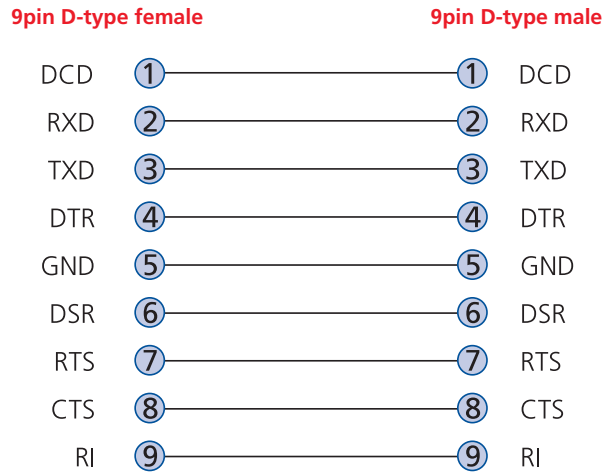 9pin D-type female 9pin D-type male
DCD 1 1 DCD
RXD 2 2 RXD
TXD 3 3 TXD
DTR 4 4 DTR
GND 5 5 GND
DSR 6 6 DSR
RTS 7 7 RTS
CTS 8 8 CTS
RI 9 9 RI